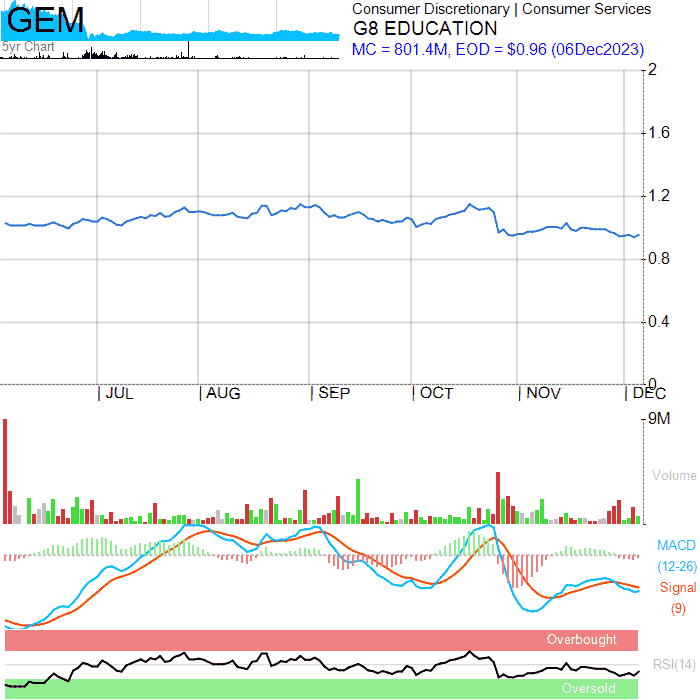 GEM
5yr Chart
Consumer Discretionary | Consumer Services
G8 EDUCATION
MC = 801.4M, EOD = $0.96 (06Dec2023)
2
1.6
1.2
0.8
0.4
0
| JUL | AUG | SEP | OCT | NOV | DEC
9M
Volume
MACD
(12-26)
Signal
(9)
Overbought
RSI(14)
Oversold